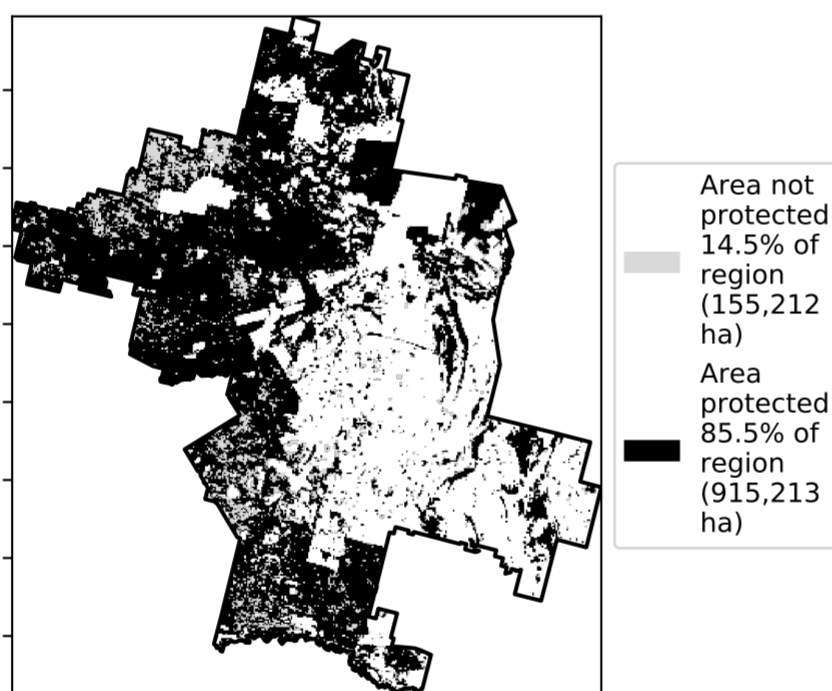 Area not
protected
14.5% of
region
(155,212
ha)
Area
protected
85.5% of
region
(915,213
ha)